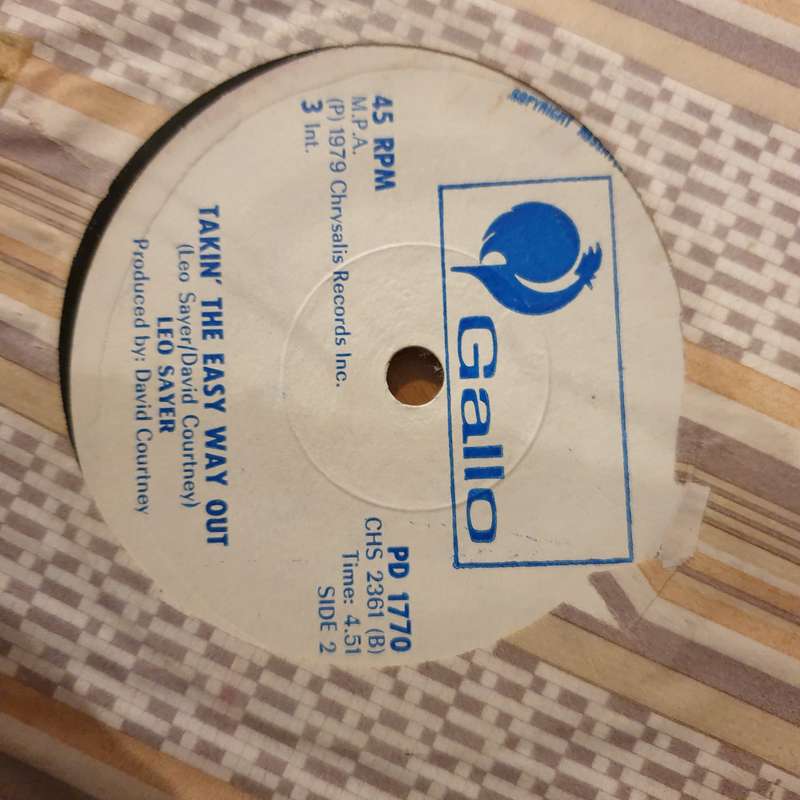 COPYRIGHT
Gallo
45 RPM
M.P.A.
(P) 1979 Chrysalis Records Inc.
3 Int.
PD 1770
CHS 2361 (B)
Time: 4.51
SIDE 2
TAKIN' THE EASY WAY OUT
(Leo Sayer/David Courtney)
LEO SAYER
Produced by: David Courtney